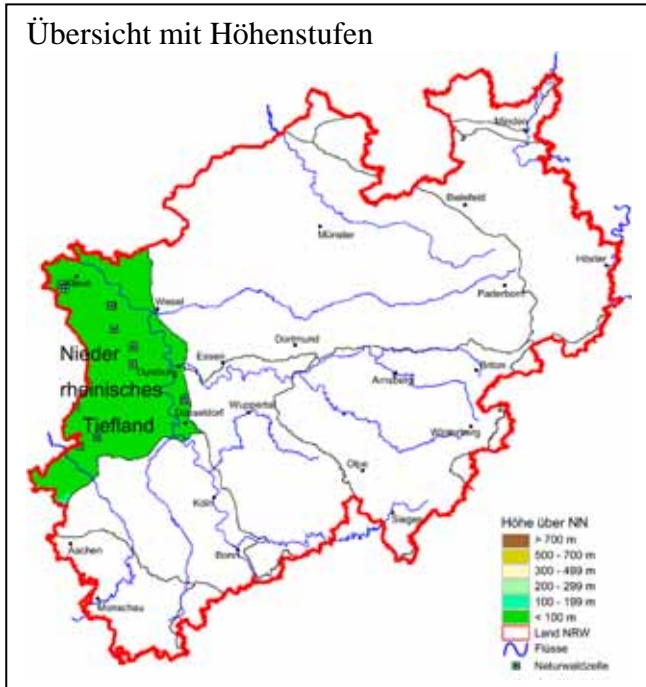 Übersicht mit Höhenstufen
Minden
Bielefeld
Münster
Höxter
Paderborn
Wesel
Dortmund
Essen
Nieder
Duisburg
Brilon
Arnsberg
rheinisches
Wuppertal
Düsseldorf
Tiefland
Winterberg
Olpe
Köln
Siegen
Aachen
Bonn
Monschau
Höhe über NN
> 700 m
500 - 700 m
300 - 499 m
200 - 299 m
100 - 199 m
< 100 m
Land NRW
Flüsse
Naturwaldzelle